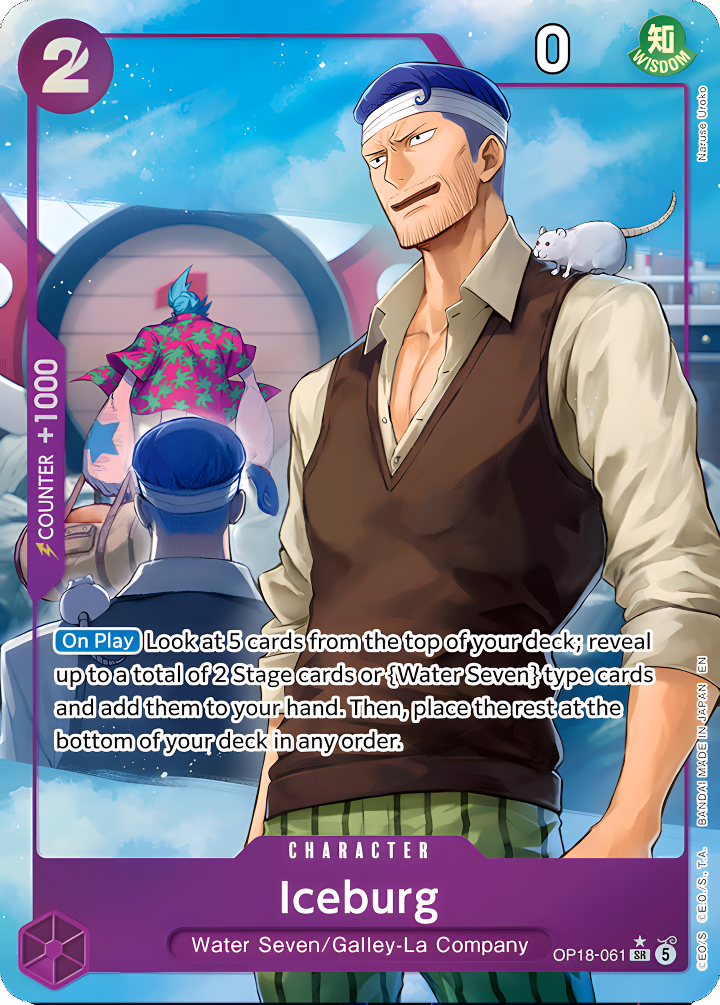 2
0
知
WISDOM
Naruse Uroko
COUNTER +1000
On Play Look at 5 cards from the top of your deck; reveal
up to a total of 2 Stage cards or {Water Seven} type cards
and add them to your hand. Then, place the rest at the
bottom of your deck in any order.
BANDAI MADE IN JAPAN EN
©E.O./S. ©E.O./S., T.A.
CHARACTER
Iceburg
Water Seven/Galley-La Company
OP18-061 SR 5